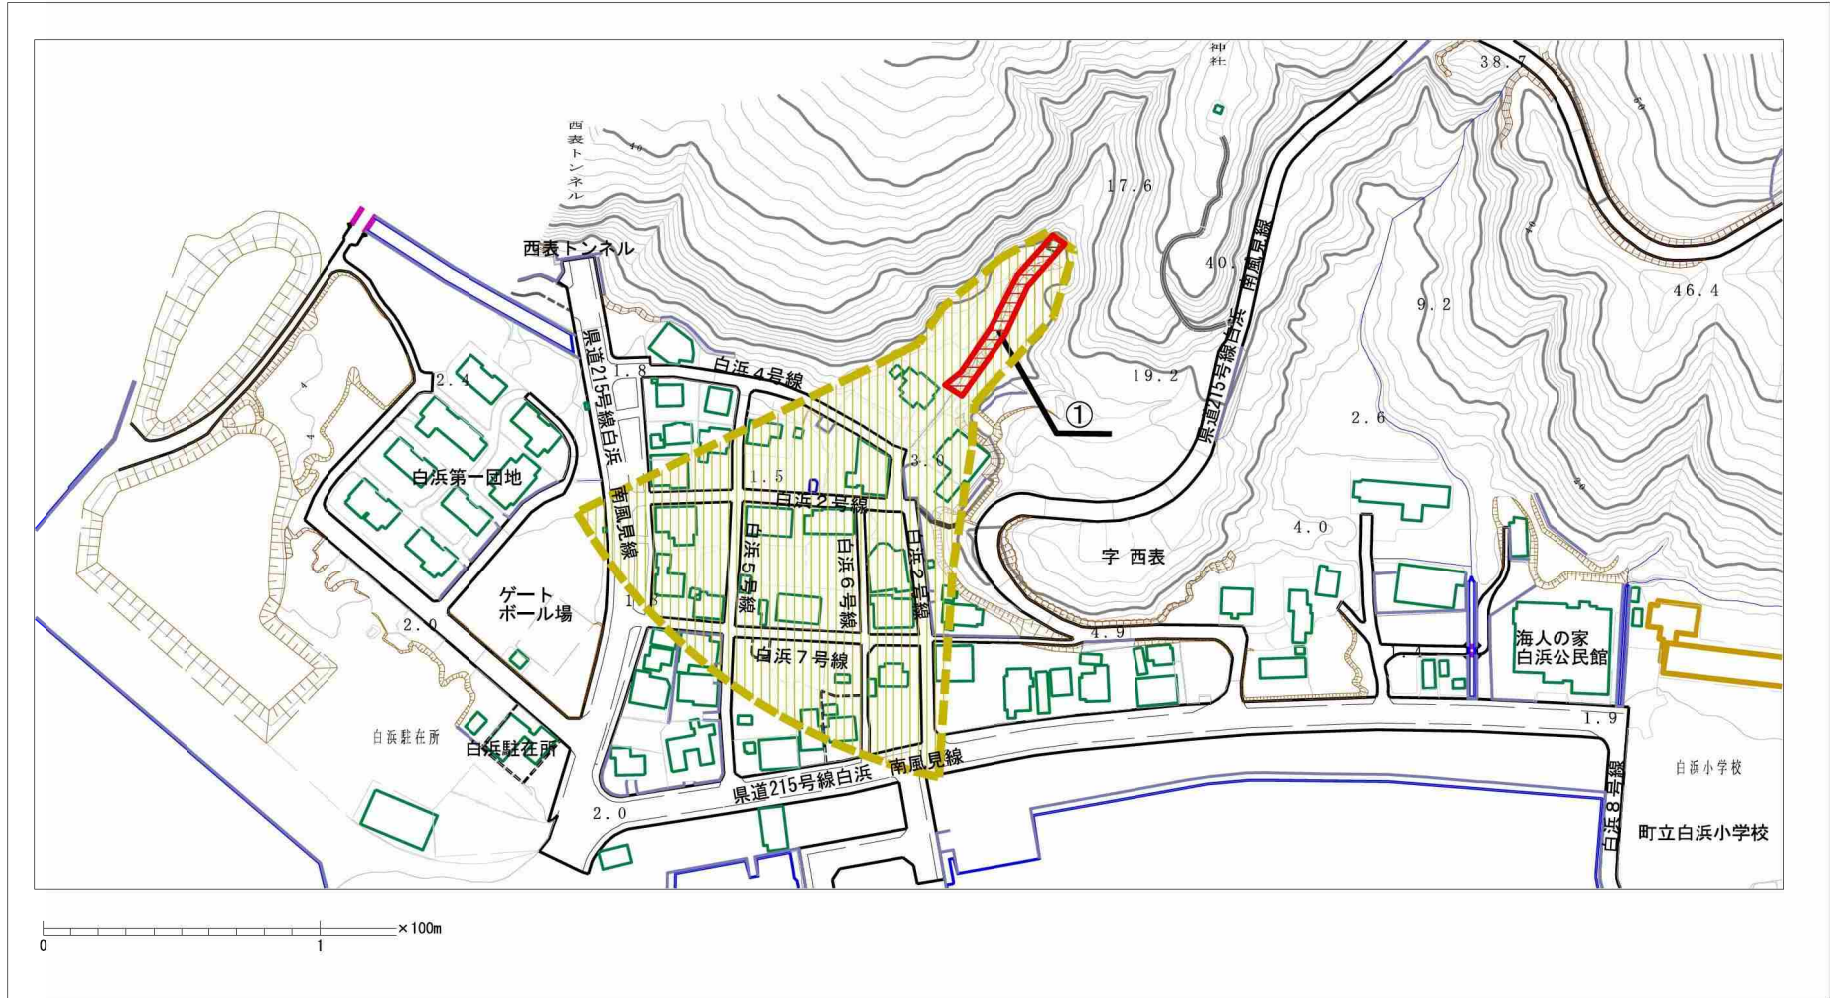 神社
38.7
50
西表トンネル
40
17.6
西表トンネル
40.
県道215号線白浜 南風見線
40
46.4
9.2
県道215号線白浜 南風見線
1.8
白浜4号線
2.4
19.2
4
①
2.6
4
白浜第一団地
1.5
3.0
20
白浜2号線
4.0
白浜5号線
白浜6号線
白浜2号線
字 西表
ゲート
ボール場
2.0
4.9
海人の家
白浜公民館
白浜7号線
1.9
白浜駐在所
白浜駐在所
県道215号線白浜 南風見線
白浜小学校
2.0
白浜8号線
町立白浜小学校
0
1
×100m